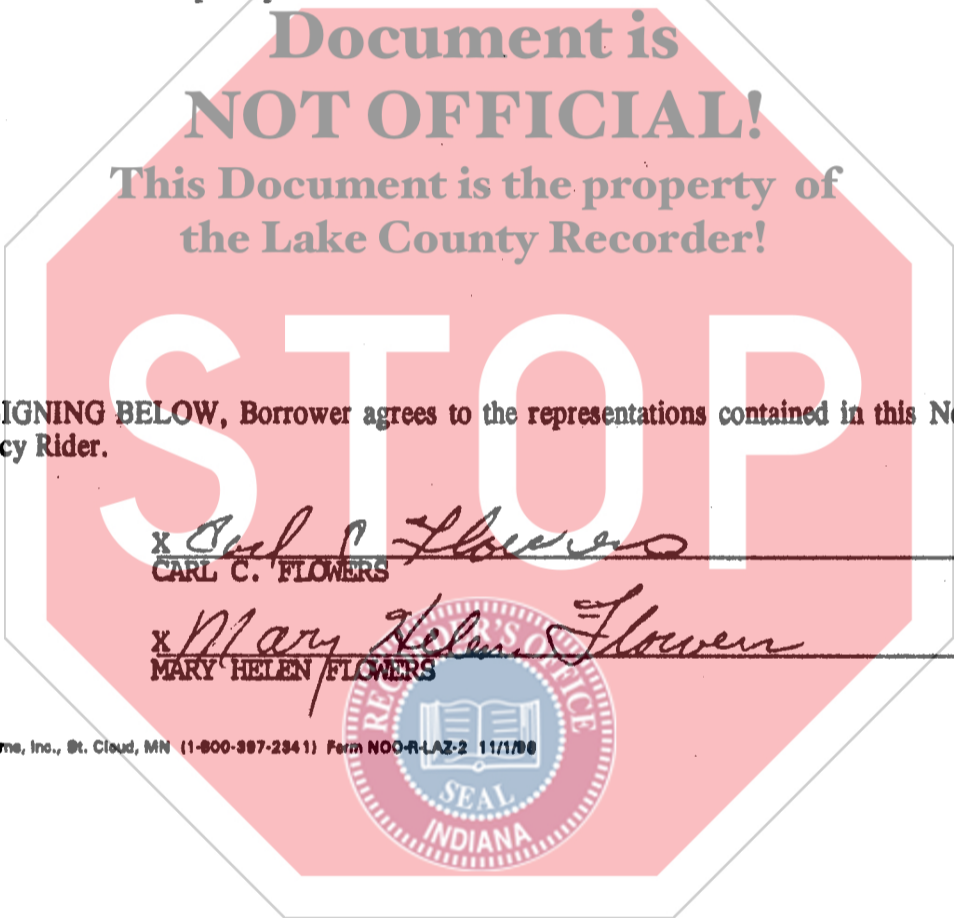 Document is
NOT OFFICIAL!
This Document is the property of
the Lake County Recorder!
STOP
IGNING BELOW, Borrower agrees to the representations contained in this No
cy Rider.
X Carl C Flowers
CARL C. FLOWERS
X Mary Helen Flowers
MARY HELEN FLOWERS
RECORDER'S OFFICE
SEAL
INDIANA
me, Inc., St. Cloud, MN (1-800-397-2341) Form NOO-R-LAZ-2 11/1/96